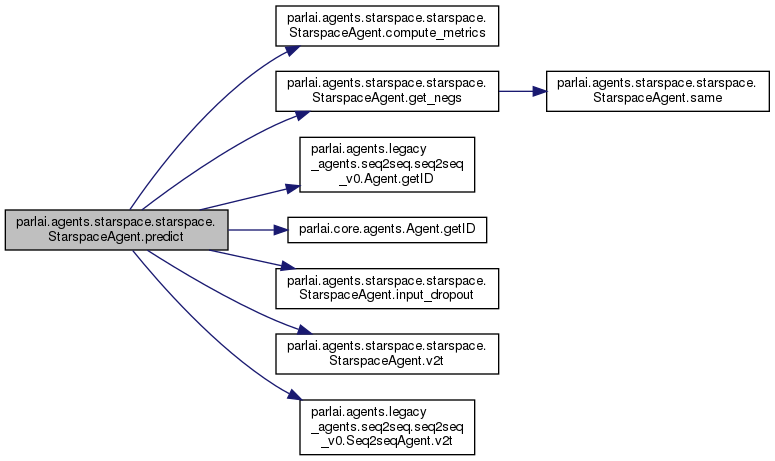 parlai.agents.starspace.starspace.
StarspaceAgent.compute_metrics
parlai.agents.starspace.starspace.
StarspaceAgent.get_negs
parlai.agents.starspace.starspace.
StarspaceAgent.same
parlai.agents.legacy
_agents.seq2seq.seq2seq
_v0.Agent.getID
parlai.agents.starspace.starspace.
StarspaceAgent.predict
parlai.core.agents.Agent.getID
parlai.agents.starspace.starspace.
StarspaceAgent.input_dropout
parlai.agents.starspace.starspace.
StarspaceAgent.v2t
parlai.agents.legacy
_agents.seq2seq.seq2seq
_v0.Seq2seqAgent.v2t